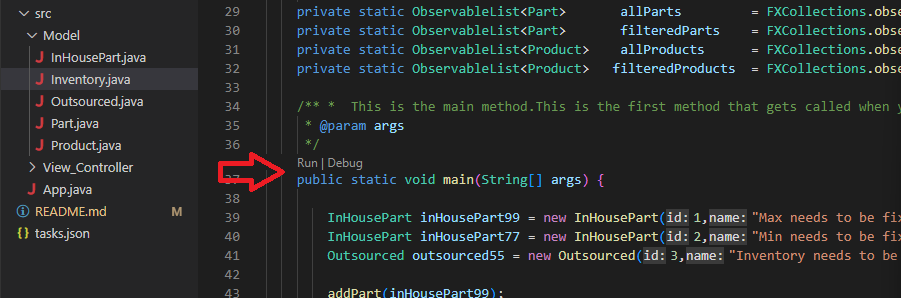 src
Model
InHousePart.java
Inventory.java
Outsourced.java
Part.java
Product.java
View_Controller
App.java
README.md M
tasks.json
29 private static ObservableList<Part> allParts = FXCollections.obse
30 private static ObservableList<Part> filteredParts = FXCollections.obse
31 private static ObservableList<Product> allProducts = FXCollections.obse
32 private static ObservableList<Product> filteredProducts = FXCollections.obse
33
34 /** * This is the main method.This is the first method that gets called when y
35 * @param args
36 */
Run | Debug
37 public static void main(String[] args) {
38
39 InHousePart inHousePart99 = new InHousePart(id:1,name:"Max needs to be fix
40 InHousePart inHousePart77 = new InHousePart(id:2,name:"Min needs to be fix
41 Outsourced outsourced55 = new Outsourced(id:3,name:"Inventory needs to be
42
43 addPart(inHousePart99);